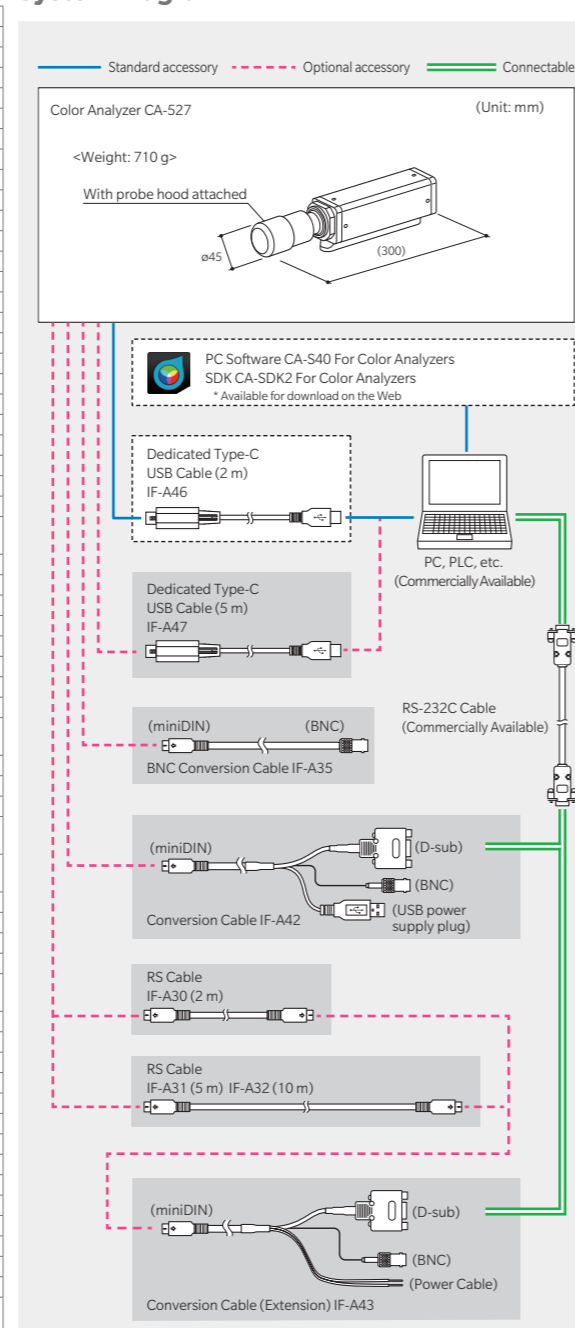 Standard accessory
Optional accessory
Connectable
Color Analyzer CA-527
(Unit: mm)
<Weight: 710 g>
With probe hood attached
ø45
(300)
PC Software CA-S40 For Color Analyzers
SDK CA-SDK2 For Color Analyzers
* Available for download on the Web
Dedicated Type-C
USB Cable (2 m)
IF-A46
PC, PLC, etc.
(Commercially Available)
Dedicated Type-C
USB Cable (5 m)
IF-A47
RS-232C Cable
(Commercially Available)
(miniDIN)
(BNC)
BNC Conversion Cable IF-A35
(miniDIN)
(D-sub)
(BNC)
(USB power
supply plug)
Conversion Cable IF-A42
RS Cable
IF-A30 (2 m)
RS Cable
IF-A31 (5 m) IF-A32 (10 m)
(miniDIN)
(D-sub)
(BNC)
(Power Cable)
Conversion Cable (Extension) IF-A43